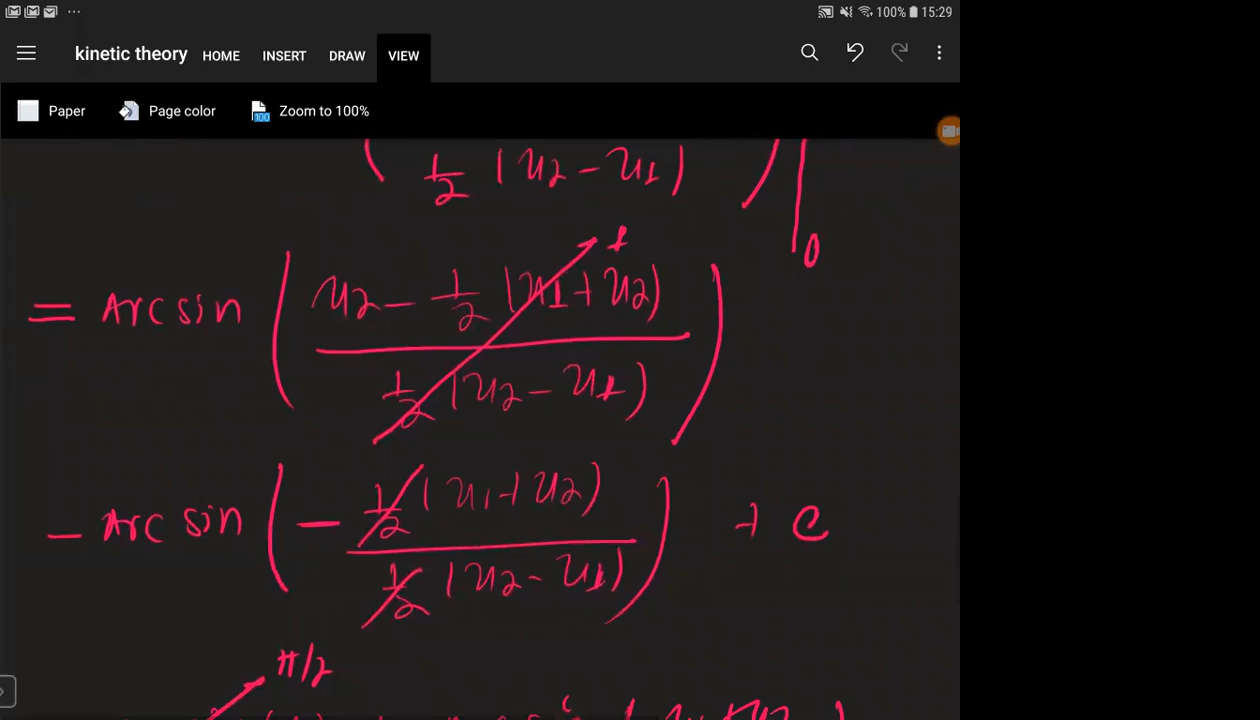 100% 15:29
kinetic theory HOME INSERT DRAW VIEW
Paper Page color 100 Zoom to 100%
1/2 (u2 - u1) 0
= Arcsin ( u2 - 1/2 (u1 + u2) / 1/2 (u2 - u1) ) 1
- Arcsin ( - 1/2 (u1 + u2) / 1/2 (u2 - u1) ) + C
π/2